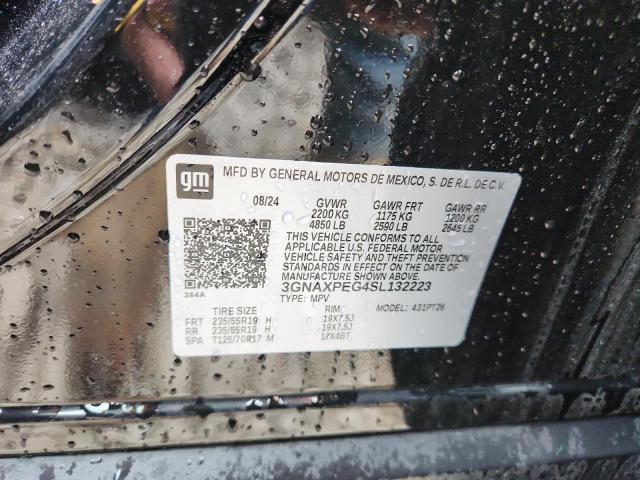 gm MFD BY GENERAL MOTORS DE MEXICO, S. DE R.L. DE C.V.
08/24 GVWR GAWR FRT GAWR RR
2200 KG 1175 KG 1200 KG
4850 LB 2590 LB 2645 LB
THIS VEHICLE CONFORMS TO ALL
APPLICABLE U.S. FEDERAL MOTOR
VEHICLE SAFETY AND THEFT PREVENTION
STANDARDS IN EFFECT ON THE DATE OF
MANUFACTURE SHOWN ABOVE.
384A 3GNAXPEG4SL132223
TYPE: MPV MODEL: 431PT26
TIRE SIZE RIM
FRT 235/55R19 H 19X7.5J
RR 235/55R19 H 19X7.5J
SPA T125/70R17 M 17X4BT